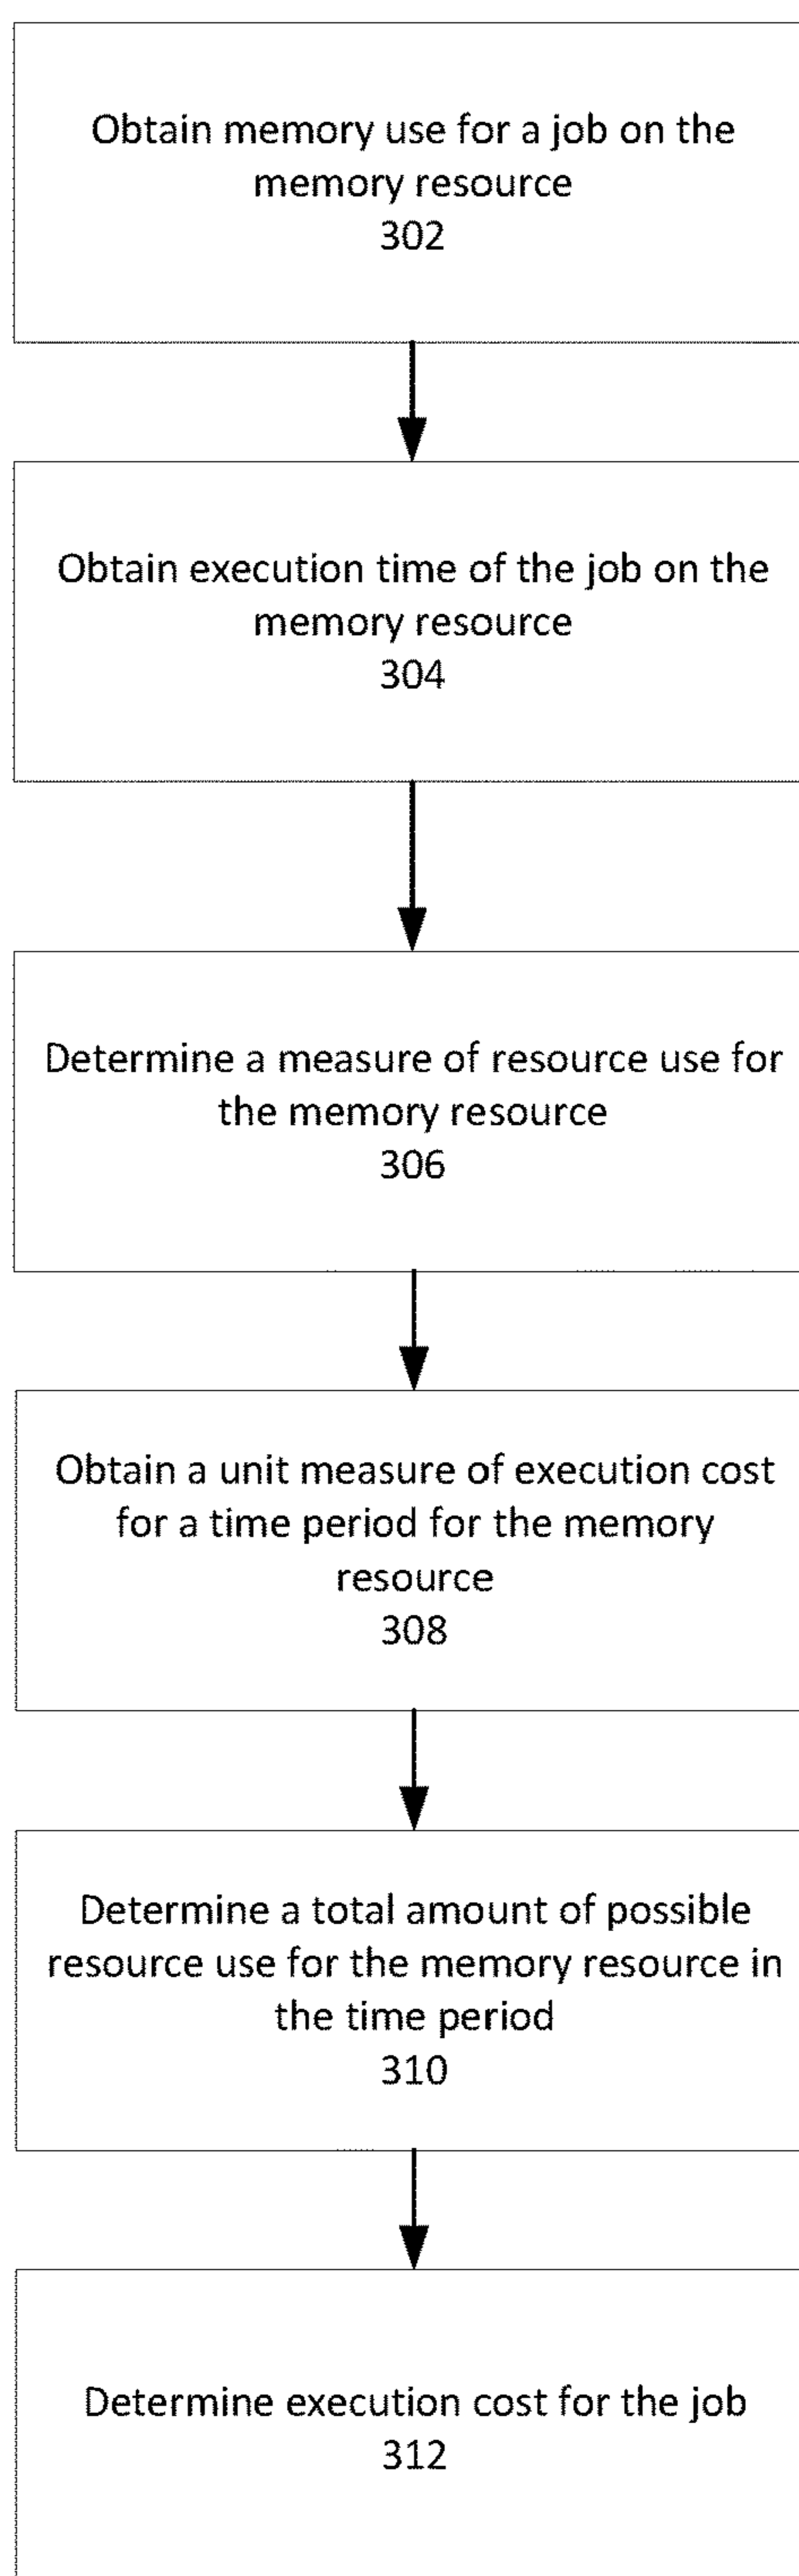 Obtain memory use for a job on the
memory resource
302
Obtain execution time of the job on the
memory resource
304
Determine a measure of resource use for
the memory resource
306
Obtain a unit measure of execution cost
for a time period for the memory
resource
308
Determine a total amount of possible
resource use for the memory resource in
the time period
310
Determine execution cost for the job
312